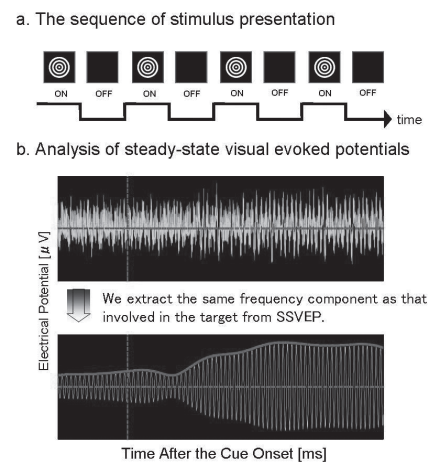 a. The sequence of stimulus presentation
ON OFF ON OFF ON OFF ON OFF
time
b. Analysis of steady-state visual evoked potentials
Electrical Potential [μV]
We extract the same frequency component as that
involved in the target from SSVEP.
Time After the Cue Onset [ms]